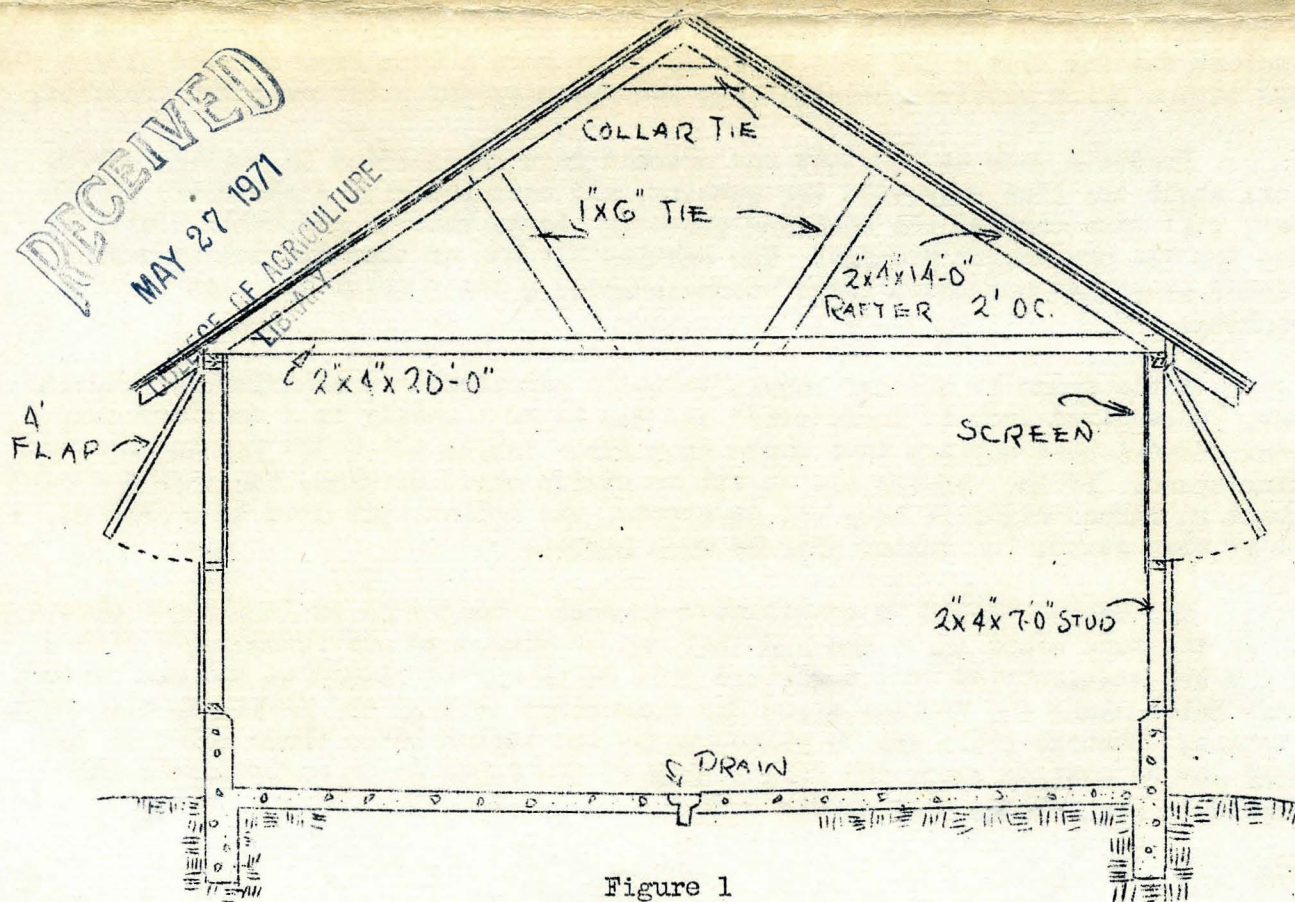 RECEIVED
MAY 27 1971
COLLEGE OF AGRICULTURE
LIBRARY
COLLAR TIE
1"X6" TIE
2"x4"x14-0"
RAFTER 2' OC.
2"x4"x20'-0"
4'
FLAP
SCREEN
2"x4"x7'0" STUD
DRAIN
Figure 1